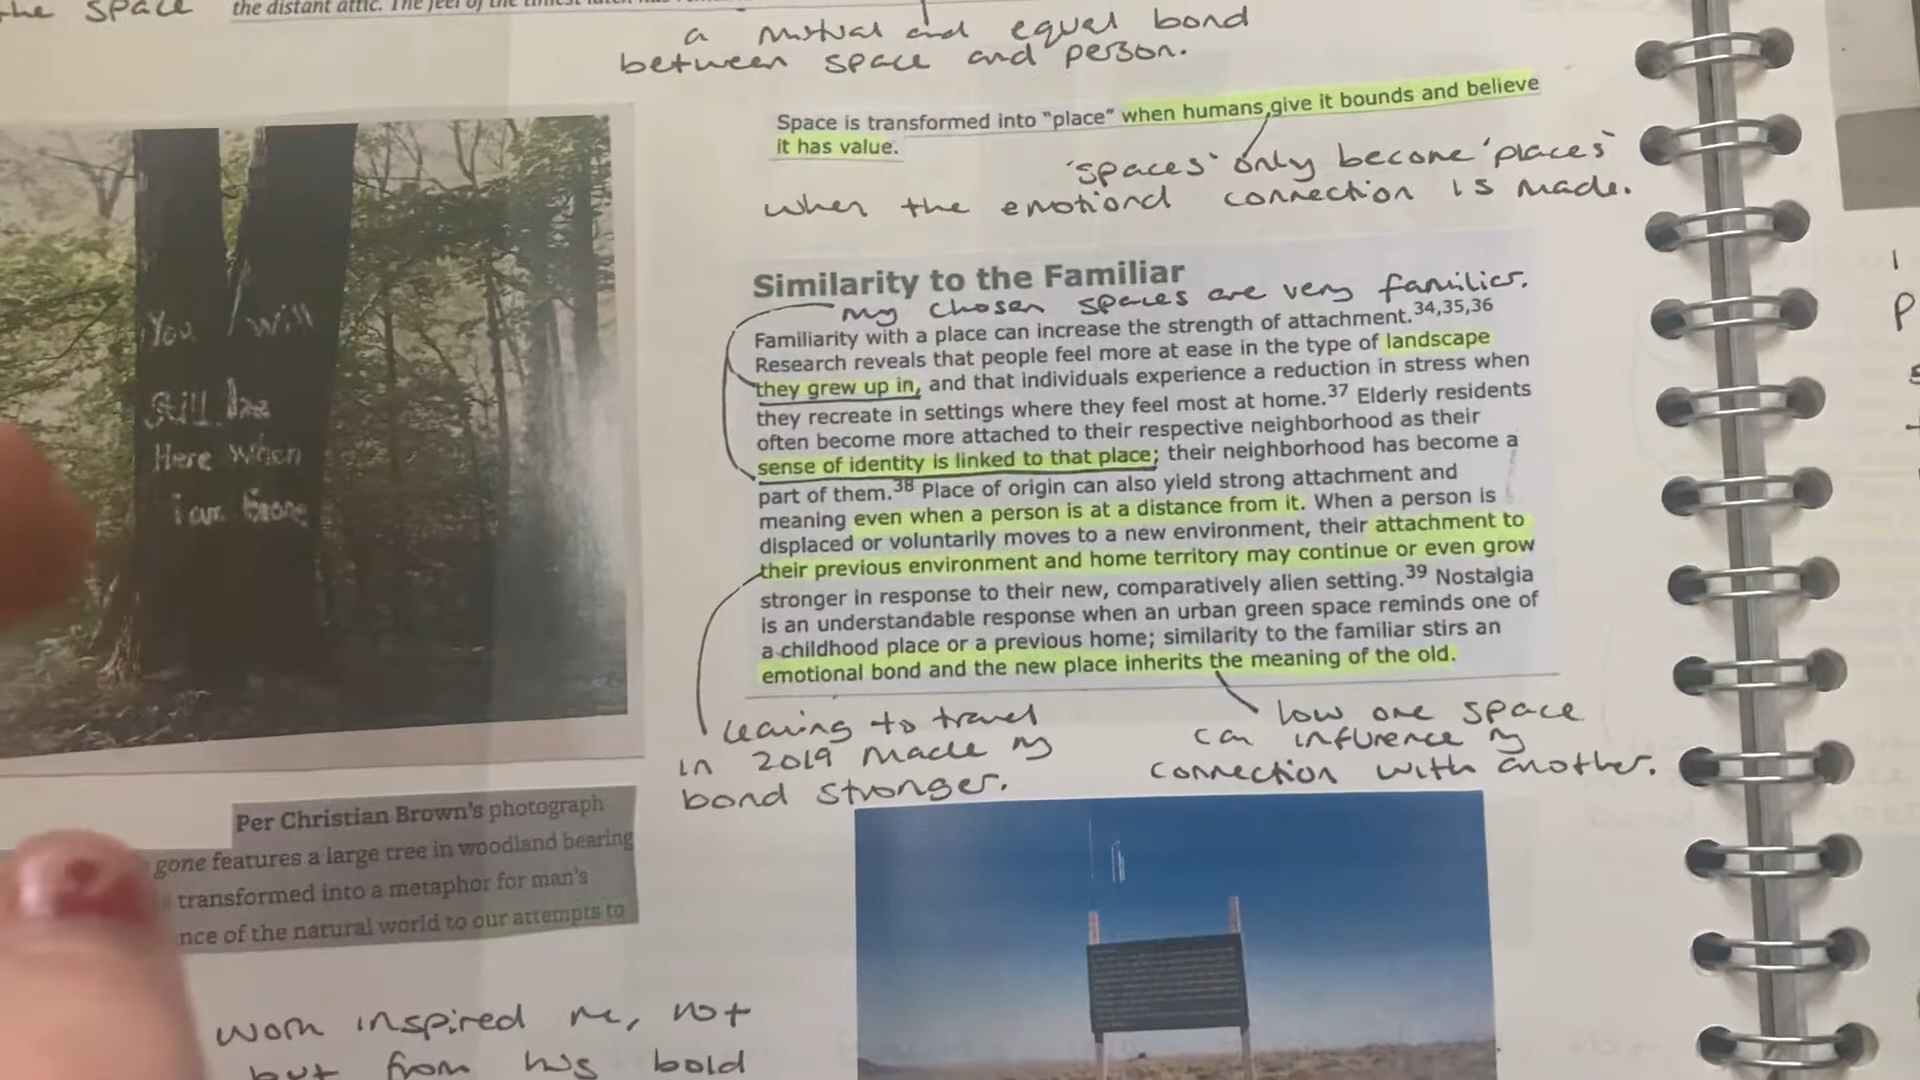 the space
the distant attic. The feel of the
a mutual and equal bond
between space and person.
Space is transformed into “place” when humans give it bounds and believe
it has value.
'spaces' only become 'places'
when the emotional connection is made.
You will
Still be
Here when
i am Gone
Similarity to the Familiar
my chosen spaces are very familiar.
Familiarity with a place can increase the strength of attachment.34,35,36
Research reveals that people feel more at ease in the type of landscape
they grew up in, and that individuals experience a reduction in stress when
they recreate in settings where they feel most at home.37 Elderly residents
often become more attached to their respective neighborhood as their
sense of identity is linked to that place; their neighborhood has become a
part of them.38 Place of origin can also yield strong attachment and
meaning even when a person is at a distance from it. When a person is
displaced or voluntarily moves to a new environment, their attachment to
their previous environment and home territory may continue or even grow
stronger in response to their new, comparatively alien setting.39 Nostalgia
is an understandable response when an urban green space reminds one of
a childhood place or a previous home; similarity to the familiar stirs an
emotional bond and the new place inherits the meaning of the old.
leaving to travel
in 2019 made my
bond stronger.
how one space
can influence my
connection with another.
Per Christian Brown's photograph
gone features a large tree in woodland bearing
transformed into a metaphor for man's
nce of the natural world to our attempts to
work inspired me, not
but from his bold